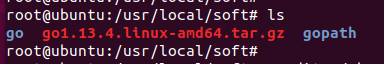 root@ubuntu:/usr/local/soft# ls
go  go1.13.4.linux-amd64.tar.gz  gopath
root@ubuntu:/usr/local/soft#